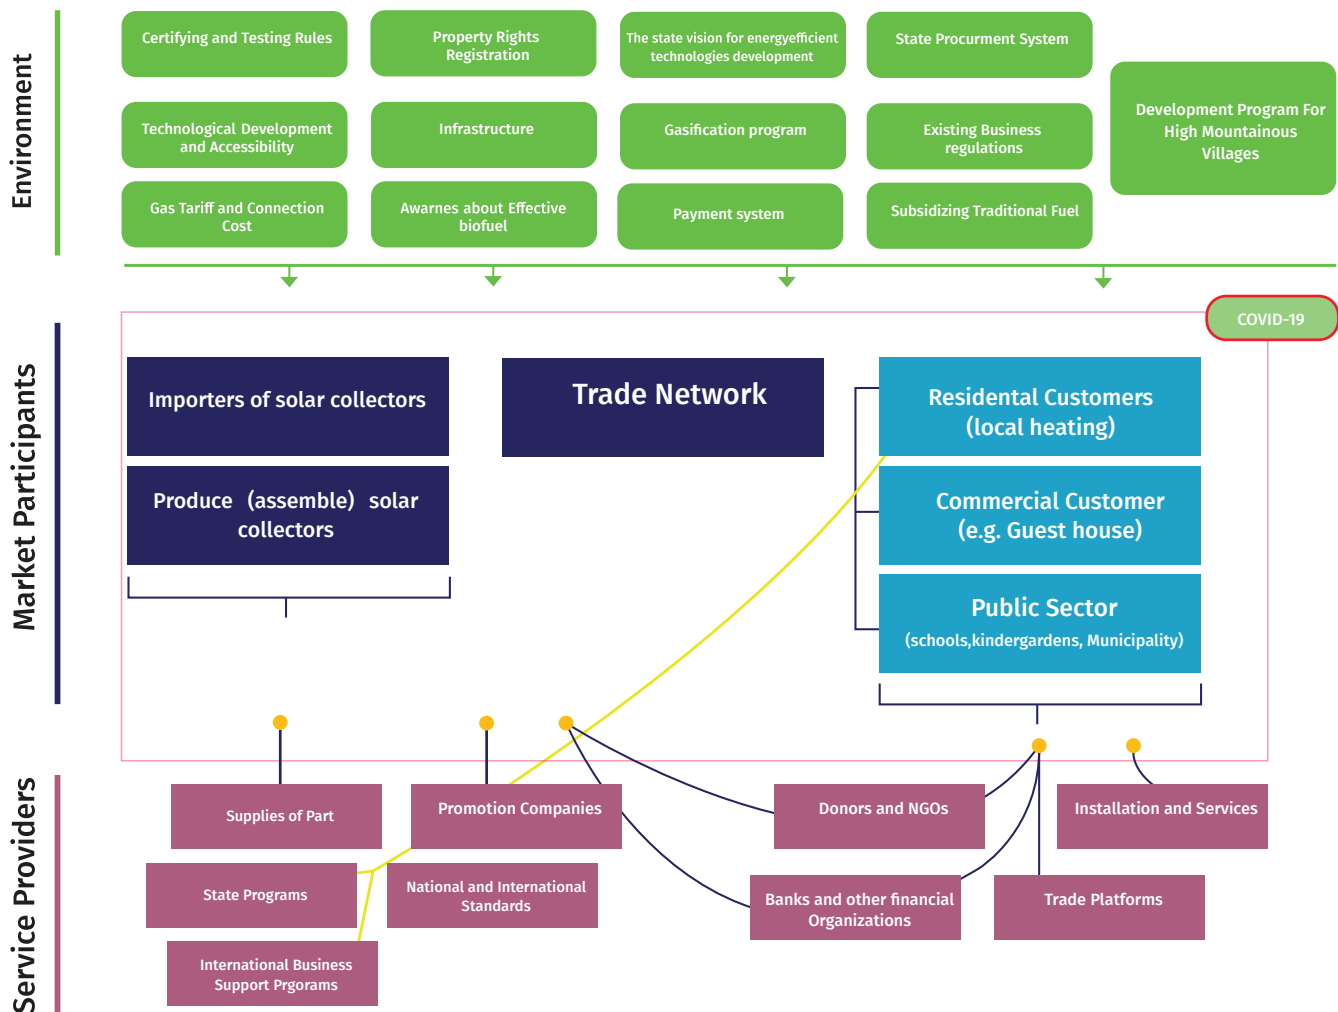 Environment
Certifying and Testing Rules
Property Rights
Registration
The state vision for energyefficient
technologies development
State Procurment System
Development Program For
High Mountainous
Villages
Technological Development
and Accessibility
Infrastructure
Gasification program
Existing Business
regulations
Gas Tariff and Connection
Cost
Awarnes about Effective
biofuel
Payment system
Subsidizing Traditional Fuel
COVID-19
Market Participants
Importers of solar collectors
Trade Network
Residental Customers
(local heating)
Produce (assemble) solar
collectors
Commercial Customer
(e.g. Guest house)
Public Sector
(schools,kindergardens, Municipality)
Service Providers
Supplies of Part
Promotion Companies
Donors and NGOs
Installation and Services
State Programs
National and International
Standards
Banks and other financial
Organizations
Trade Platforms
International Business
Support Prgorams